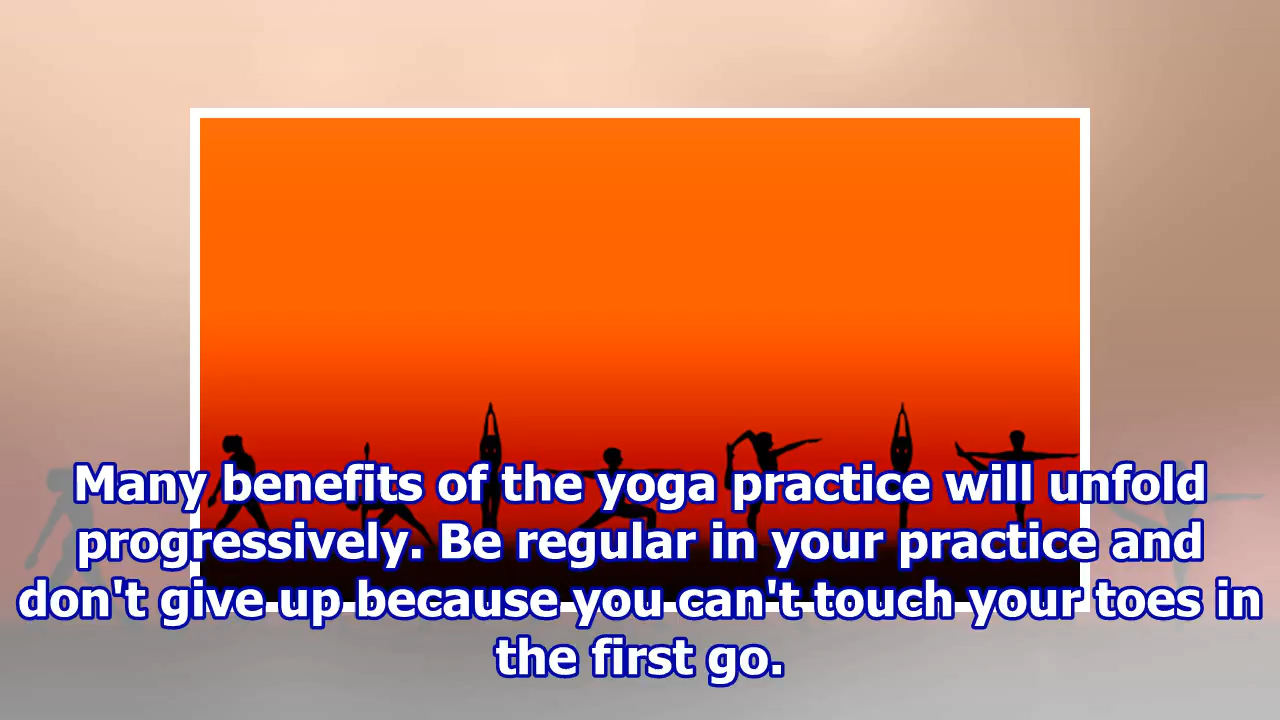 Many benefits of the yoga practice will unfold
progressively. Be regular in your practice and
don't give up because you can't touch your toes in
the first go.